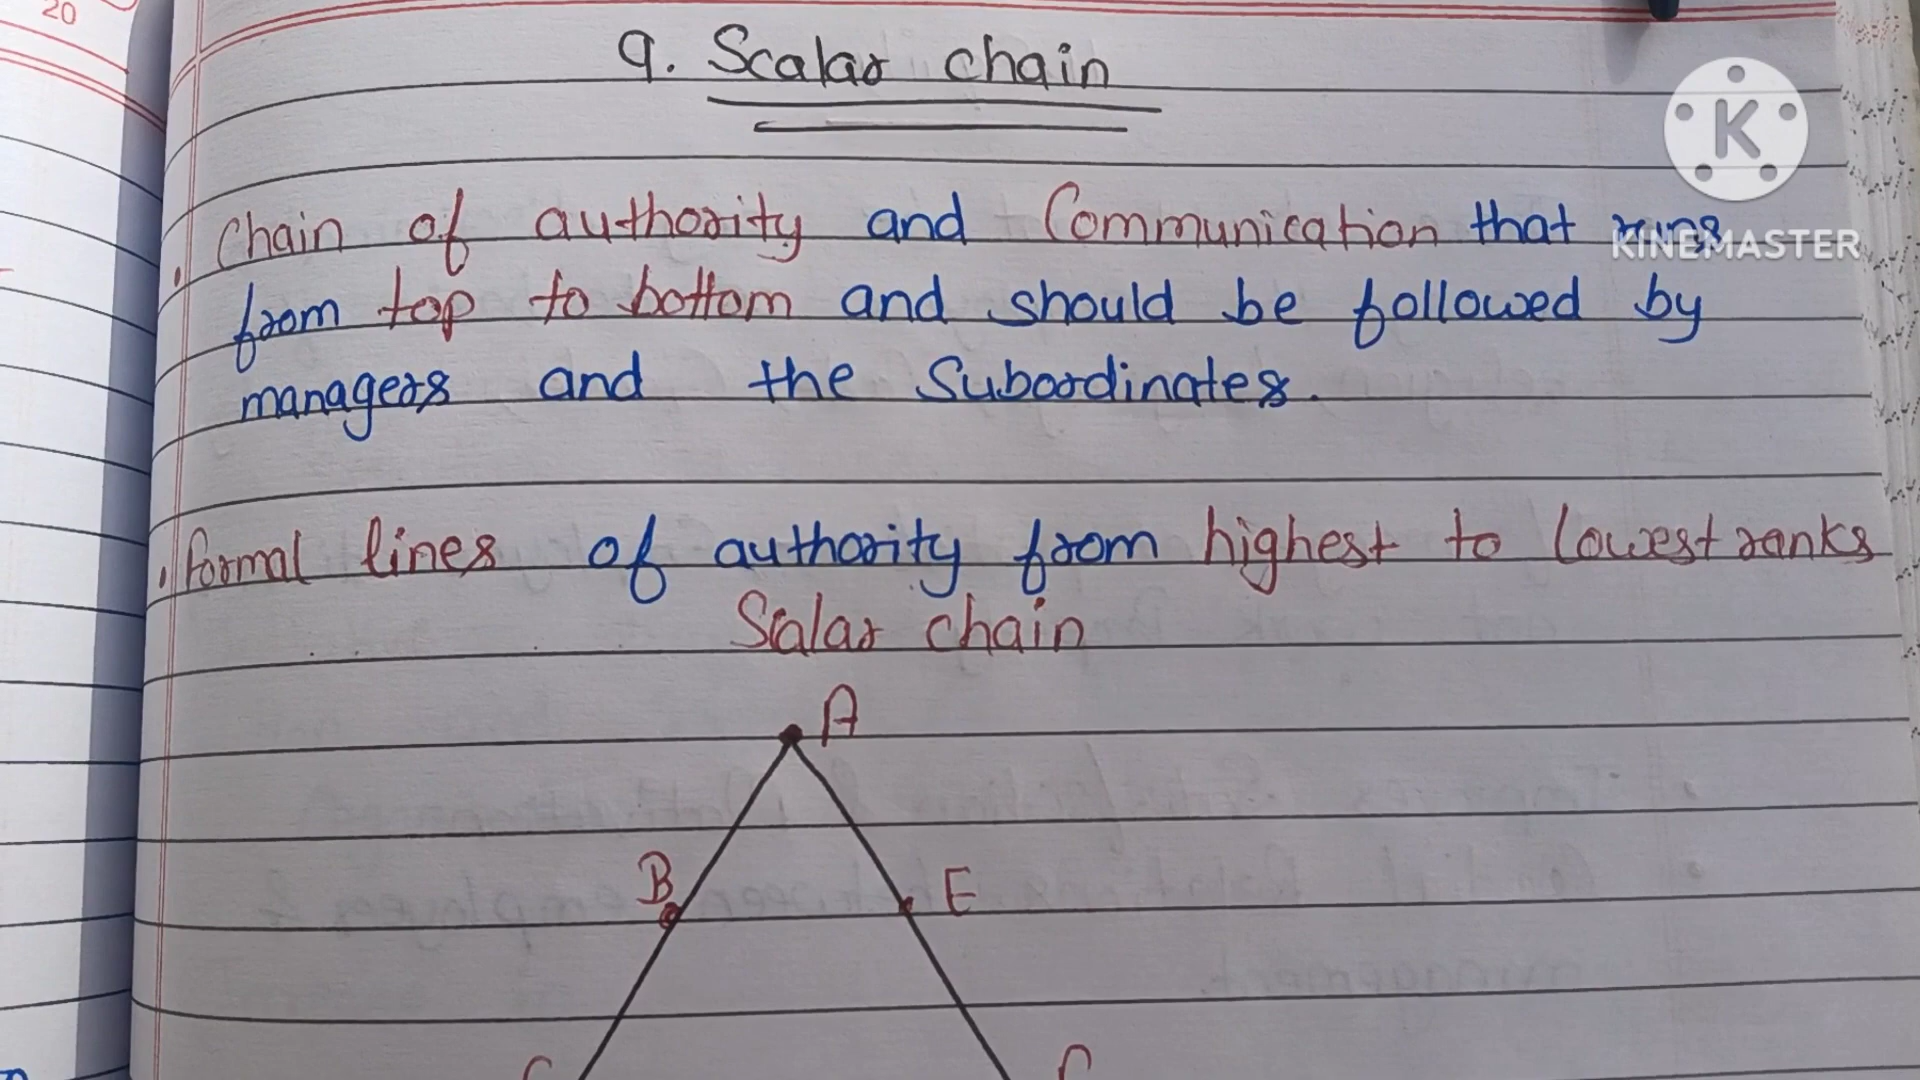 20
9. Scalar chain
K
KINEMASTER
. Chain of authority and Communication that runs
from top to bottom and should be followed by
managers and the Subordinates.
. formal lines of authority from highest to lowest ranks
Scalar chain
A
B
E